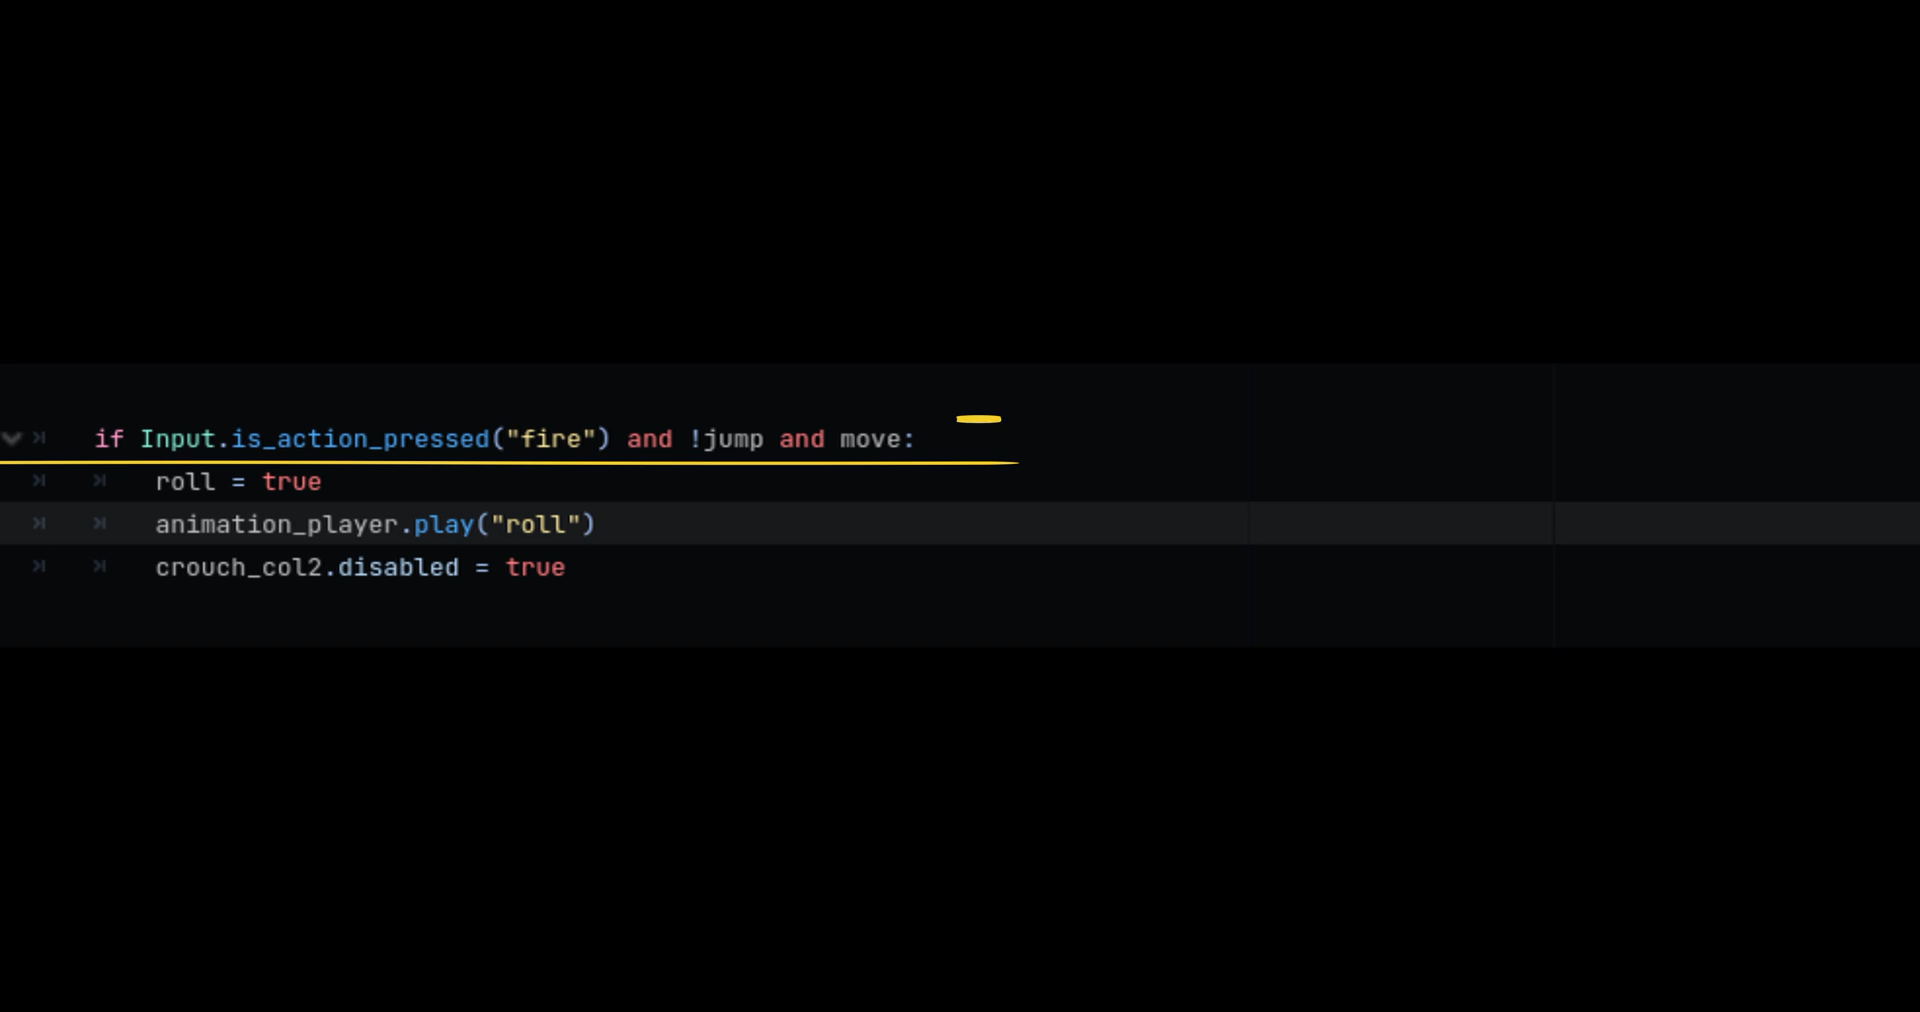 if Input.is_action_pressed("fire") and !jump and move:
roll = true
animation_player.play("roll")
crouch_col2.disabled = true